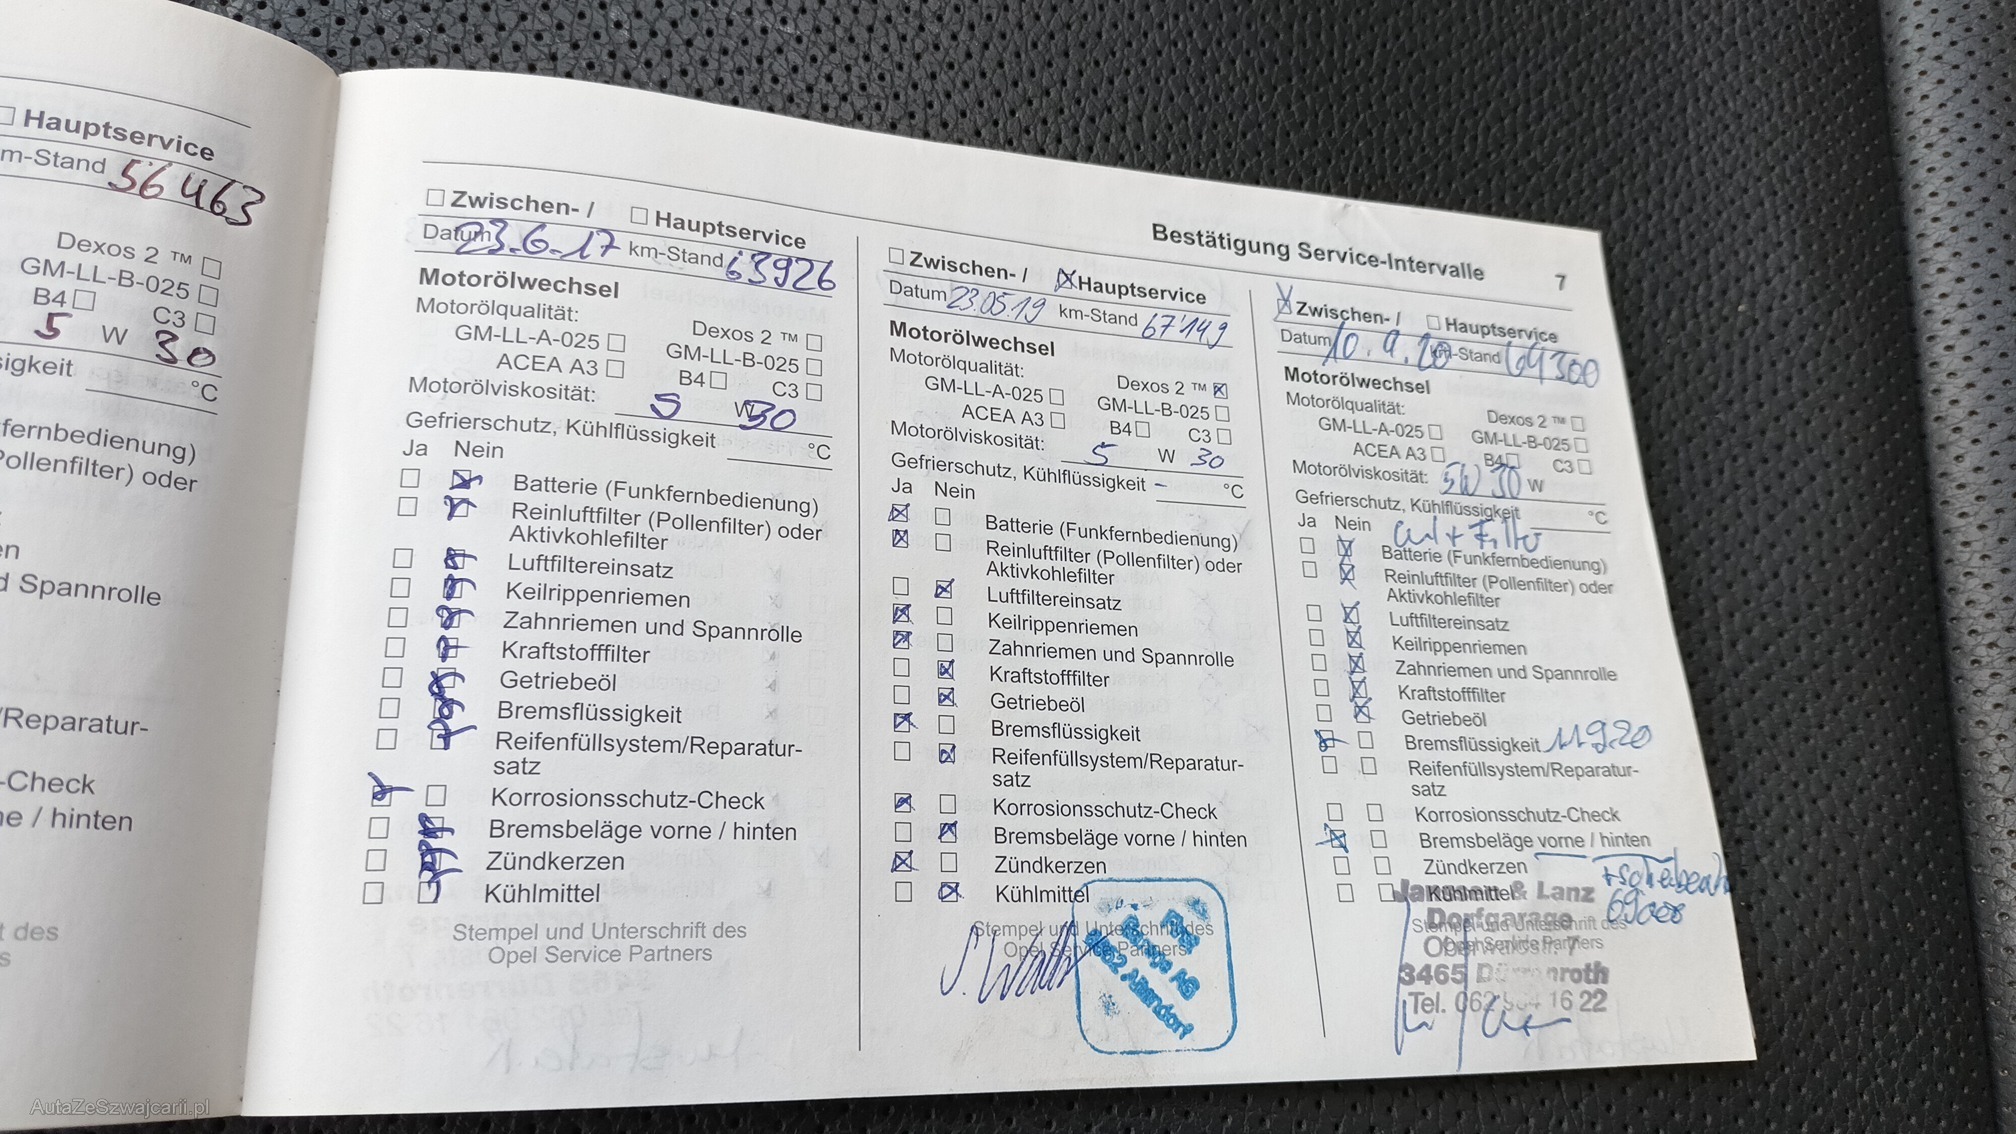 Hauptservice
m-Stand 56463
Dexos 2 ™
GM-LL-B-025
B4 C3
5 W 30
sigkeit °C
fernbedienung)
Pollenfilter) oder
en
d Spannrolle
/Reparatur-
-Check
ne / hinten
t des
s
Zwischen- / Hauptservice
Datum 23.6.17 km-Stand 63926
Motorölwechsel
Motorölqualität:
Dexos 2 ™
GM-LL-A-025 GM-LL-B-025
ACEA A3 B4 C3
Motorölviskosität: 5 W 30
Gefrierschutz, Kühlflüssigkeit °C
Ja Nein
Batterie (Funkfernbedienung)
Reinluftfilter (Pollenfilter) oder
Aktivkohlefilter
Luftfiltereinsatz
Keilrippenriemen
Zahnriemen und Spannrolle
Kraftstofffilter
Getriebeöl
Bremsflüssigkeit
Reifenfüllsystem/Reparatur-
satz
Korrosionsschutz-Check
Bremsbeläge vorne / hinten
Zündkerzen
Kühlmittel
Stempel und Unterschrift des
Opel Service Partners
Bestätigung Service-Intervalle 7
Zwischen- / Hauptservice
Datum 23.05.19 km-Stand 67'149
Motorölwechsel
Motorölqualität:
Dexos 2 ™
GM-LL-A-025 GM-LL-B-025
ACEA A3 B4 C3
Motorölviskosität: 5 W 30
Gefrierschutz, Kühlflüssigkeit – °C
Ja Nein
Batterie (Funkfernbedienung)
Reinluftfilter (Pollenfilter) oder
Aktivkohlefilter
Luftfiltereinsatz
Keilrippenriemen
Zahnriemen und Spannrolle
Kraftstofffilter
Getriebeöl
Bremsflüssigkeit
Reifenfüllsystem/Reparatur-
satz
Korrosionsschutz-Check
Bremsbeläge vorne / hinten
Zündkerzen
Kühlmittel
Stempel und Unterschrift des
Opel Service Partners
Garage AG
Zwischen- / Hauptservice
Datum 10.9.20 km-Stand 69300
Motorölwechsel
Motorölqualität:
Dexos 2 ™
GM-LL-A-025 GM-LL-B-025
ACEA A3 B4 C3
Motorölviskosität: 5W30 W
Gefrierschutz, Kühlflüssigkeit °C
Ja Nein + Filter
Batterie (Funkfernbedienung)
Reinluftfilter (Pollenfilter) oder
Aktivkohlefilter
Luftfiltereinsatz
Keilrippenriemen
Zahnriemen und Spannrolle
Kraftstofffilter
Getriebeöl
Bremsflüssigkeit 11.9.20
Reifenfüllsystem/Reparatur-
satz
Korrosionsschutz-Check
Bremsbeläge vorne / hinten
Zündkerzen
Kühlmittel
& Lanz
Dorfgarage
Stempel und Unterschrift des
Opel Service Partners
3465 Dürrenroth
Tel. 062 964 16 22
AutaZeSzwajcarii.pl